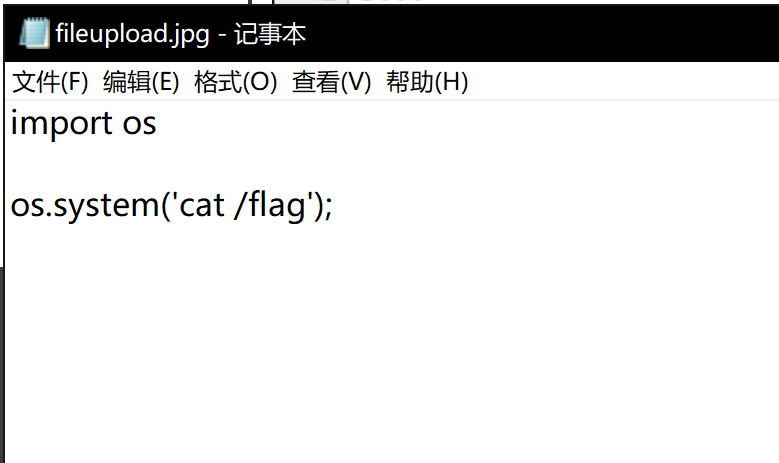 fileupload.jpg - 记事本
文件(F) 编辑(E) 格式(O) 查看(V) 帮助(H)
import os
os.system('cat /flag');